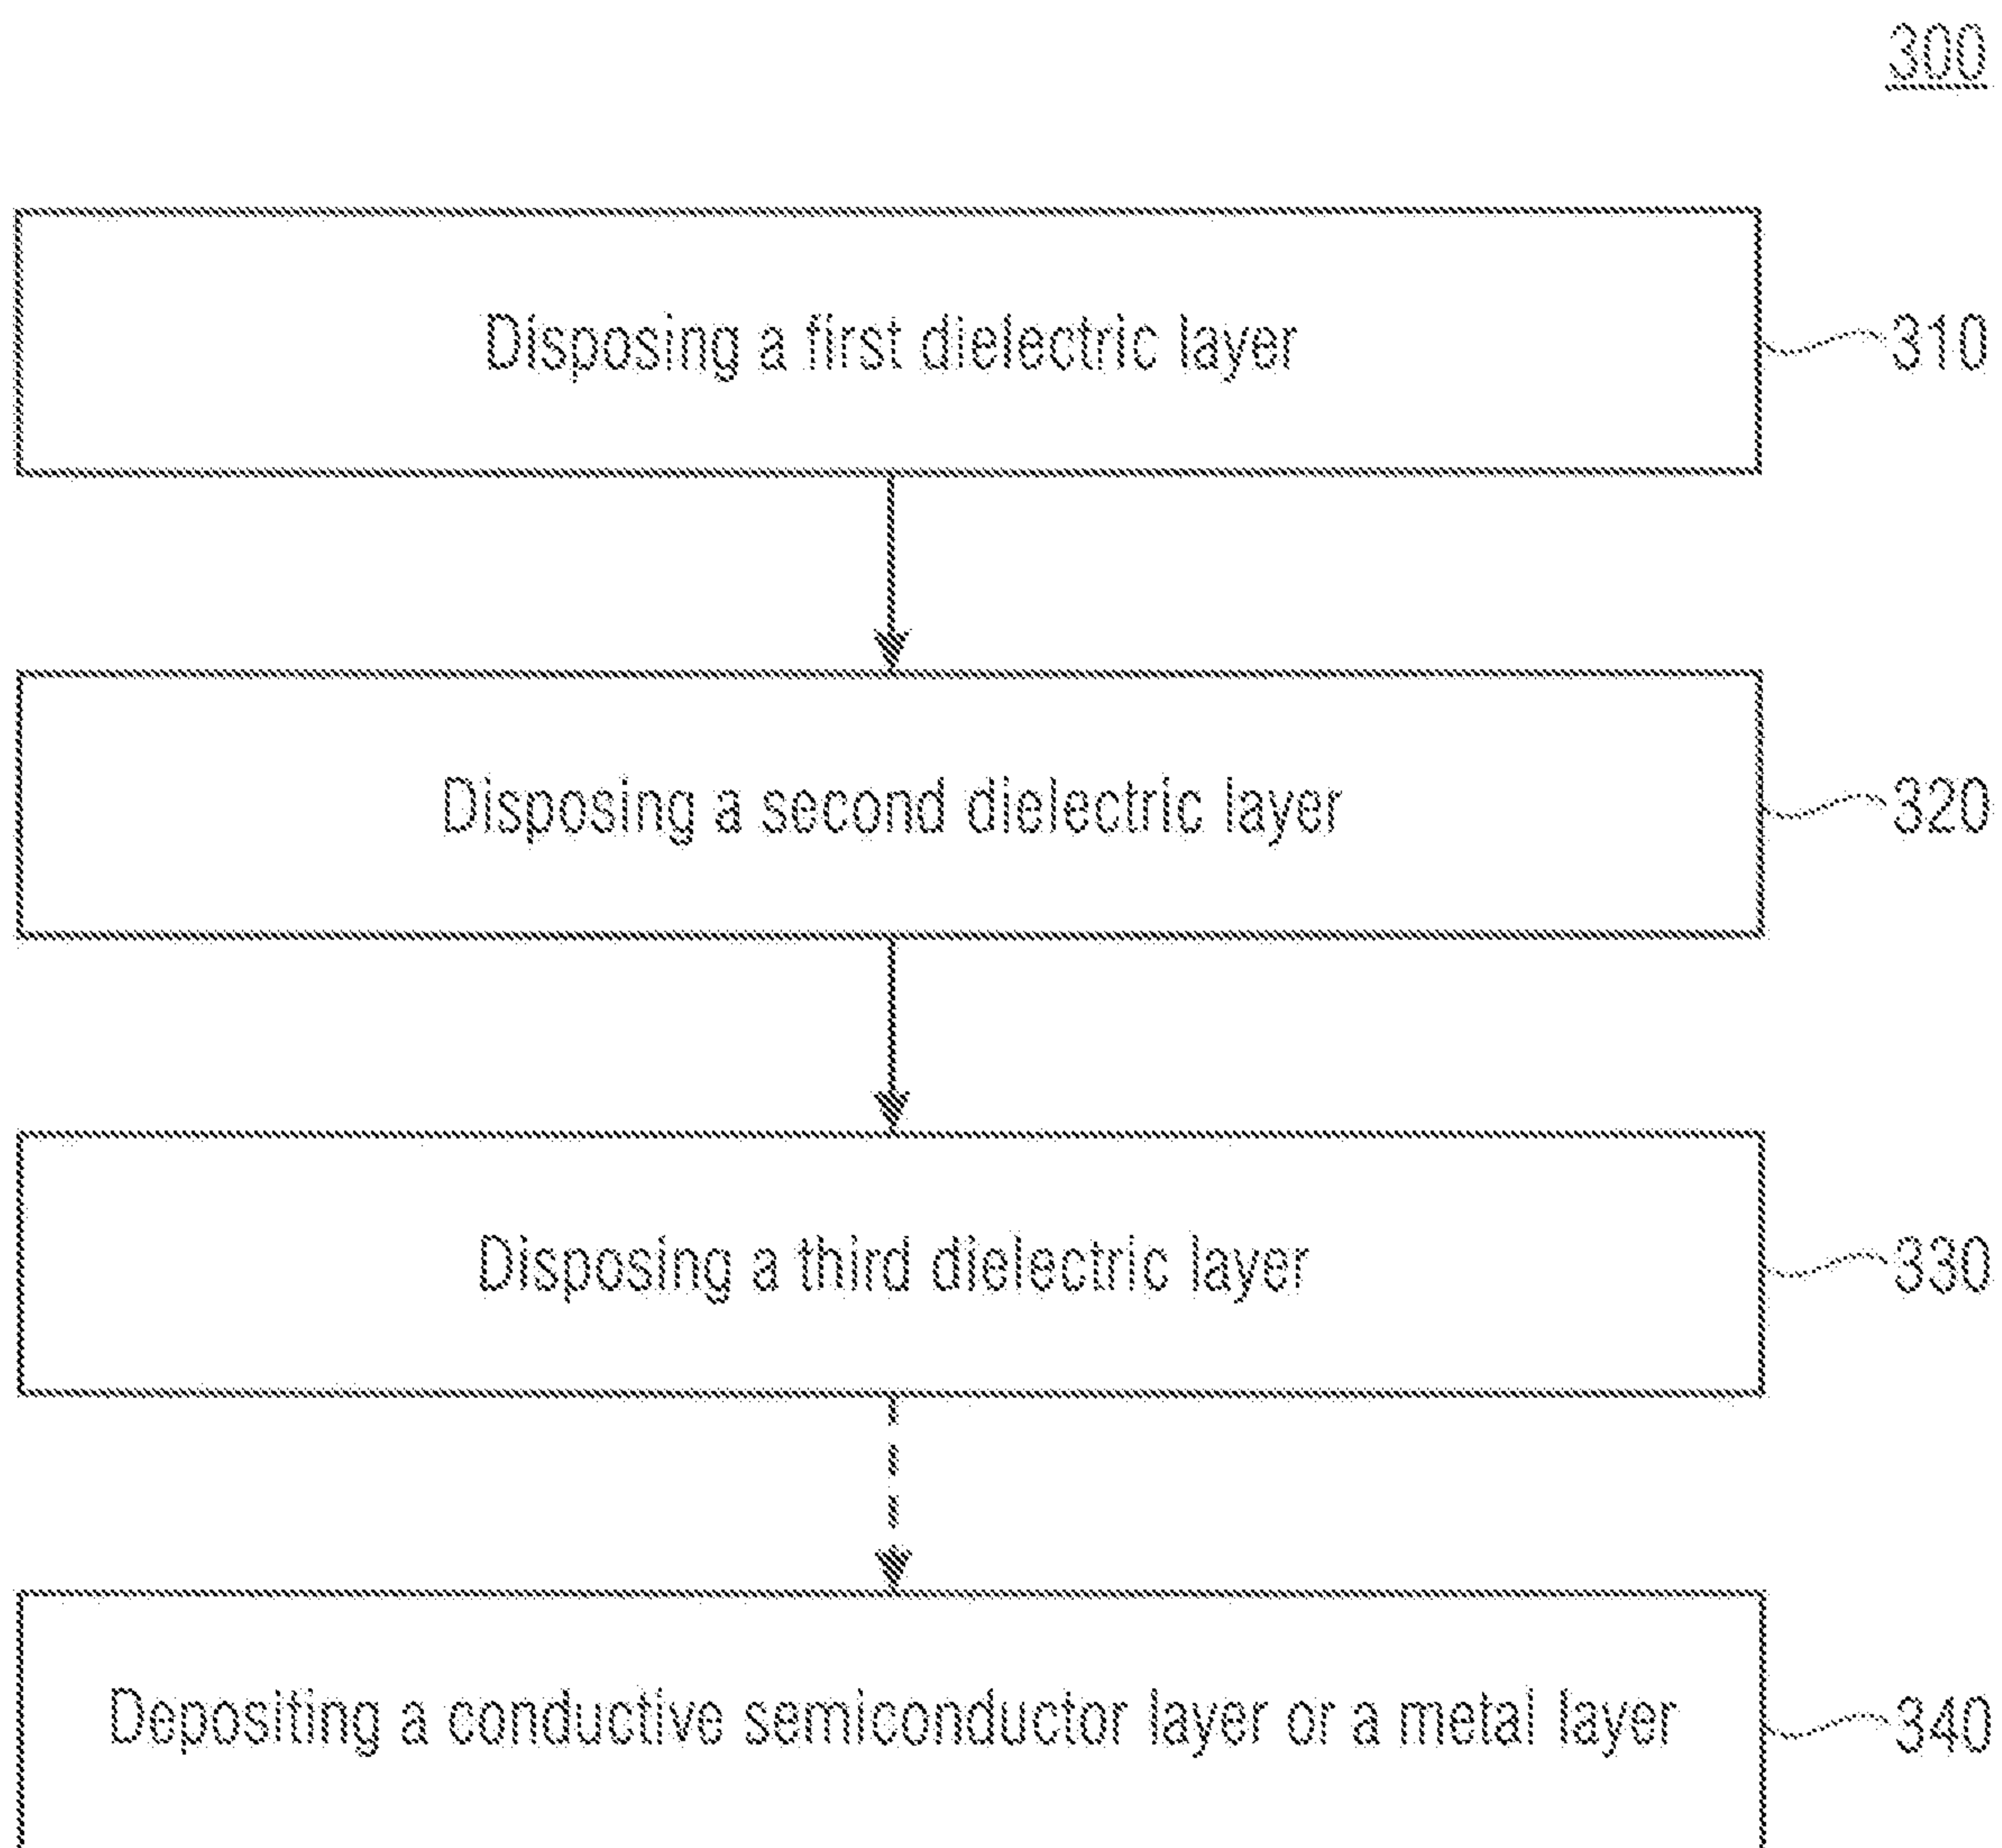 300
Disposing a first dielectric layer
310
Disposing a second dielectric layer
320
Disposing a third dielectric layer
330
Depositing a conductive semiconductor layer or a metal layer
340